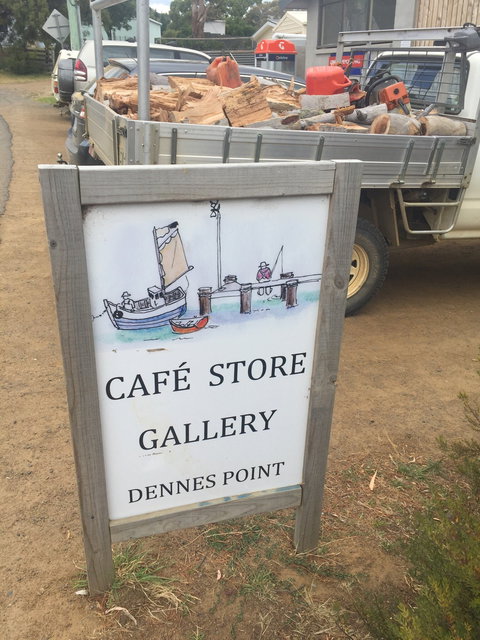 CAFÉ STORE
GALLERY
DENNES POINT